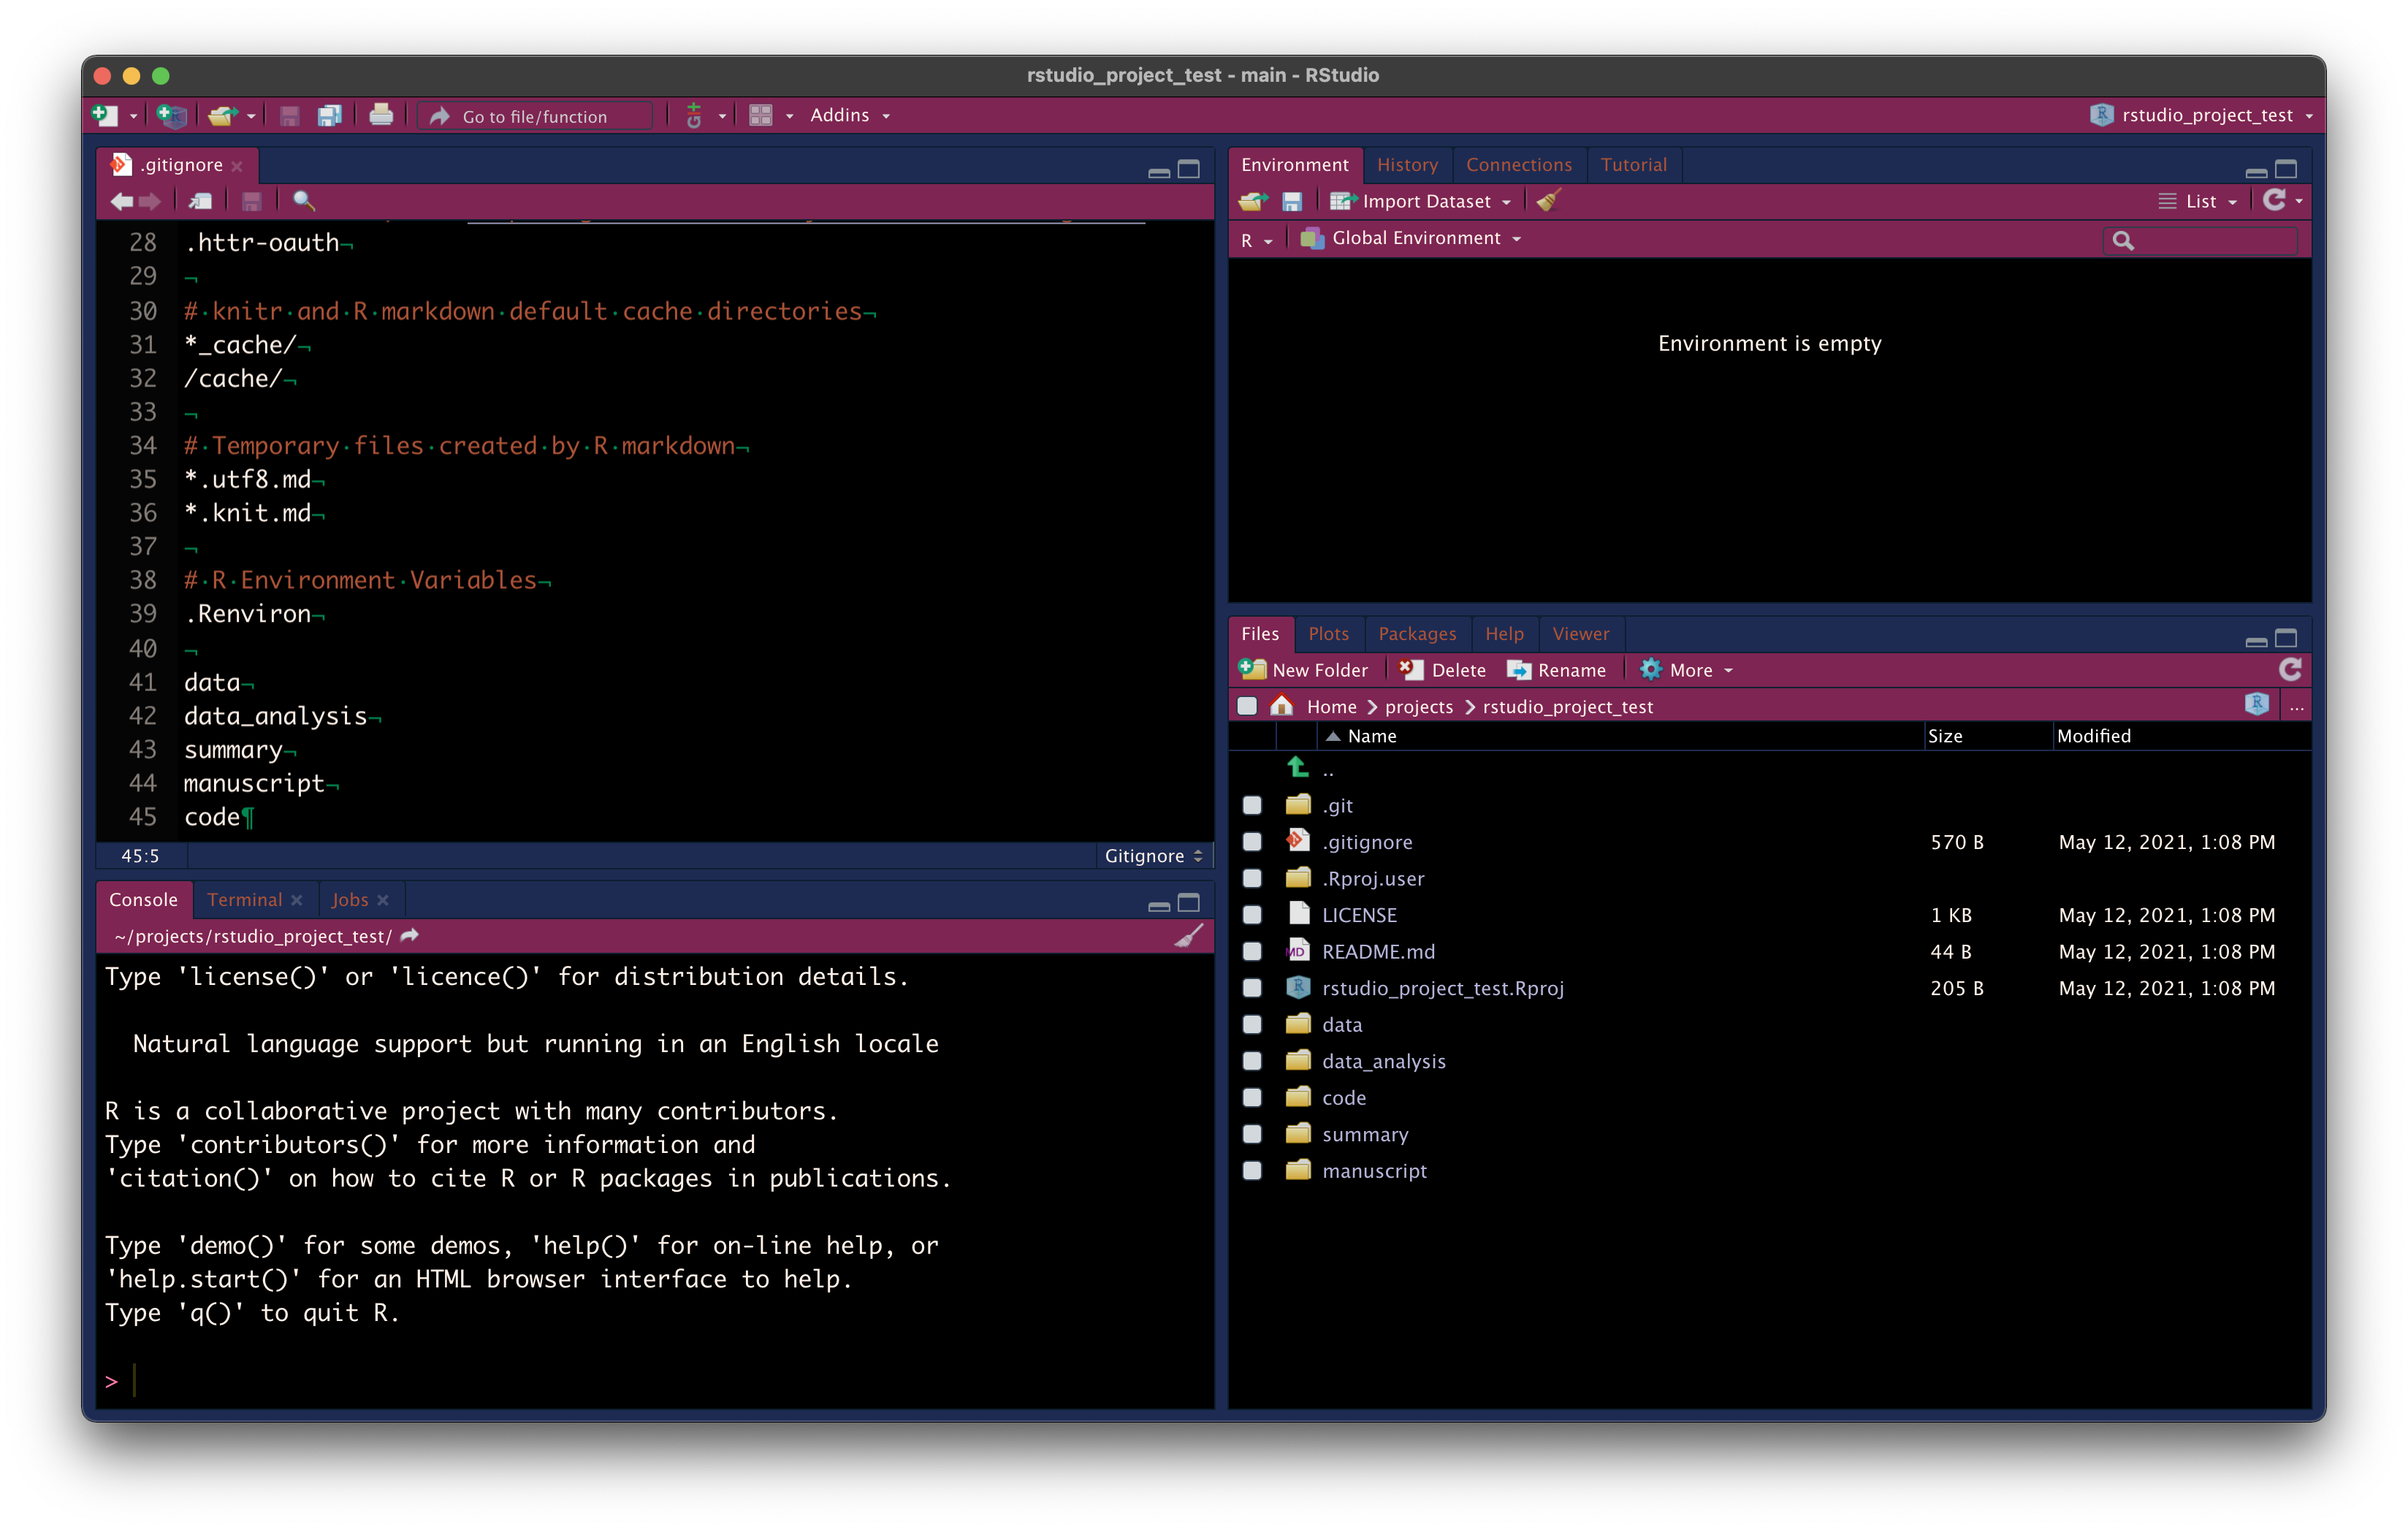 rstudio_project_test - main - RStudio
Go to file/function
Git
Addins
rstudio_project_test
.gitignore
28 .httr-oauth¬
29 ¬
30 #·knitr·and·R·markdown·default·cache·directories¬
31 *_cache/¬
32 /cache/¬
33 ¬
34 #·Temporary·files·created·by·R·markdown¬
35 *.utf8.md¬
36 *.knit.md¬
37 ¬
38 #·R·Environment·Variables¬
39 .Renviron¬
40 ¬
41 data¬
42 data_analysis¬
43 summary¬
44 manuscript¬
45 code¶
45:5 Gitignore
Console Terminal Jobs
~/projects/rstudio_project_test/
Type 'license()' or 'licence()' for distribution details.
Natural language support but running in an English locale
R is a collaborative project with many contributors.
Type 'contributors()' for more information and
'citation()' on how to cite R or R packages in publications.
Type 'demo()' for some demos, 'help()' for on-line help, or
'help.start()' for an HTML browser interface to help.
Type 'q()' to quit R.
>
Environment History Connections Tutorial
Import Dataset List
R Global Environment
Environment is empty
Files Plots Packages Help Viewer
New Folder Delete Rename More
Home projects rstudio_project_test R ...
Name Size Modified
..
.git
.gitignore 570 B May 12, 2021, 1:08 PM
.Rproj.user
LICENSE 1 KB May 12, 2021, 1:08 PM
MD README.md 44 B May 12, 2021, 1:08 PM
R rstudio_project_test.Rproj 205 B May 12, 2021, 1:08 PM
data
data_analysis
code
summary
manuscript